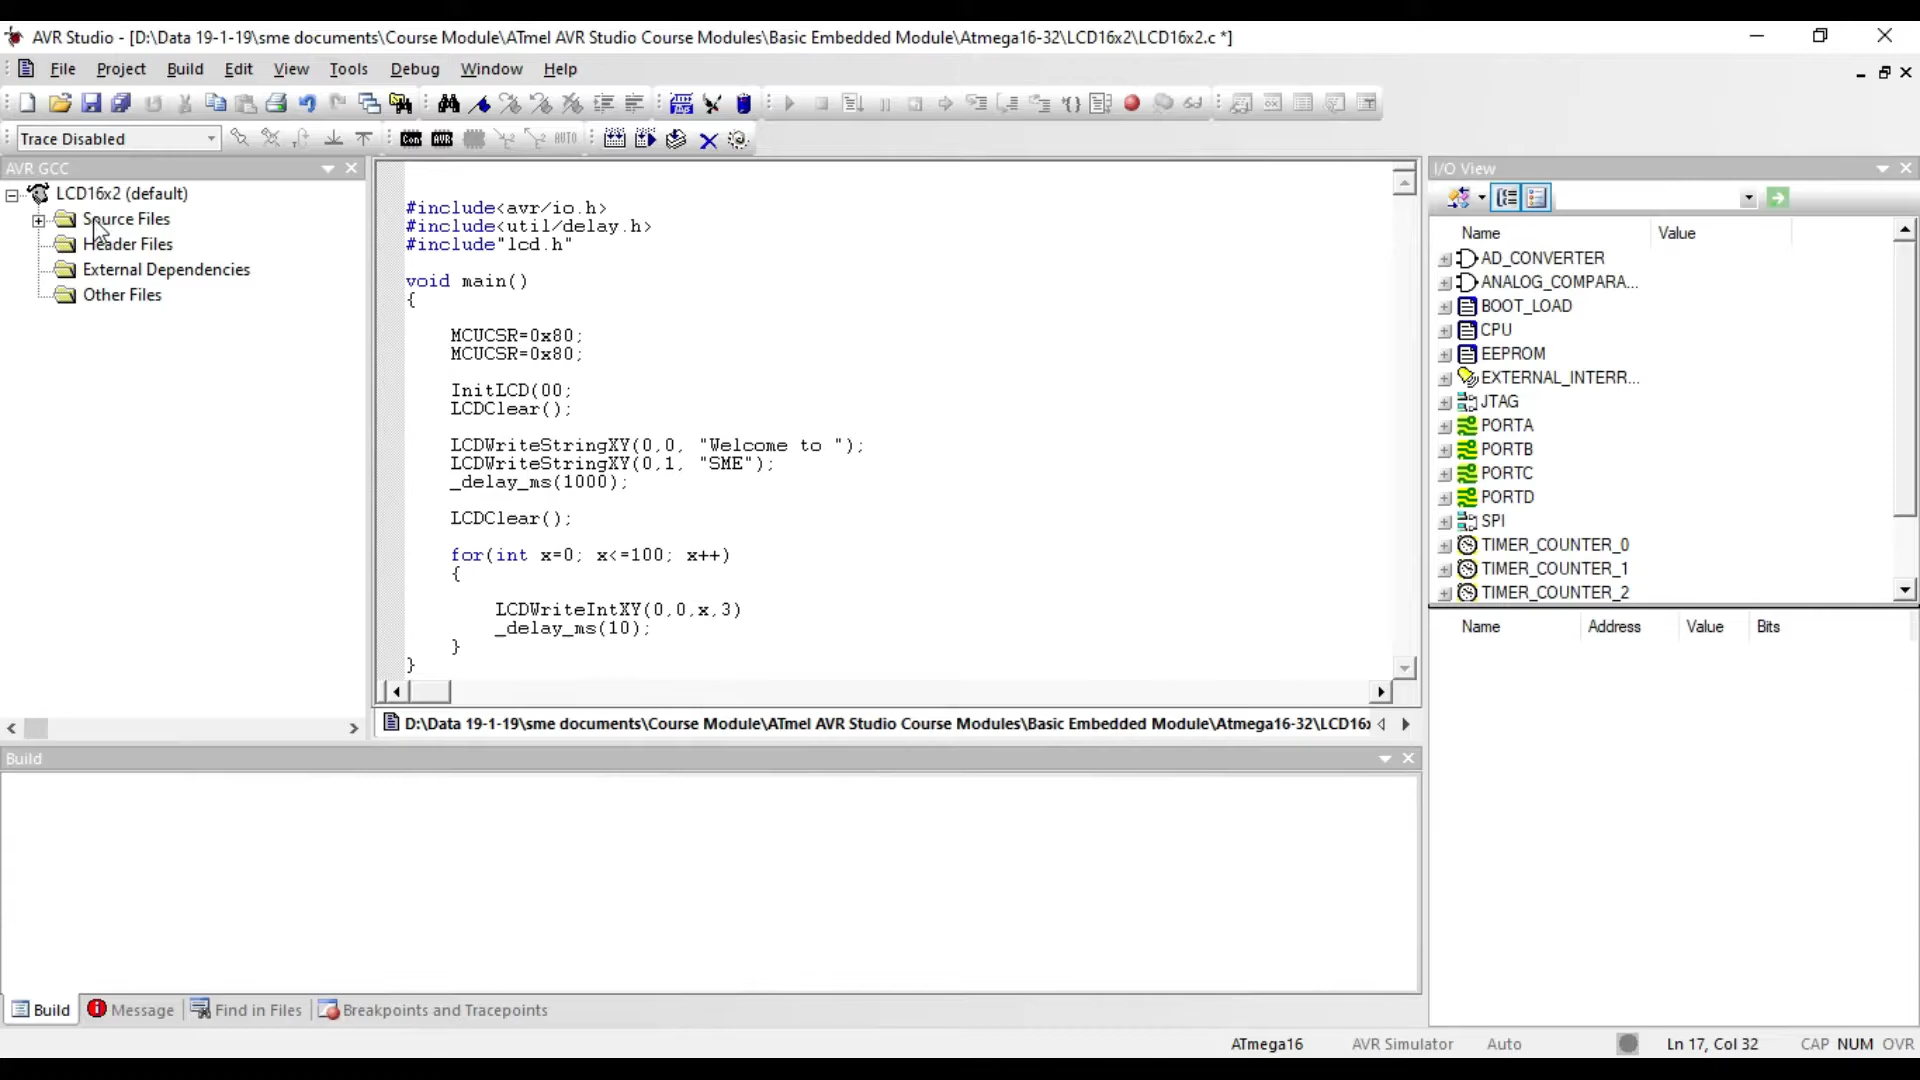 AVR Studio - [D:\Data 19-1-19\sme documents\Course Module\ATmel AVR Studio Course Modules\Basic Embedded Module\Atmega16-32\LCD16x2\LCD16x2.c *]
File Project Build Edit View Tools Debug Window Help
Con AVR AUTO
Trace Disabled
AVR GCC
LCD16x2 (default)
Source Files
Header Files
External Dependencies
Other Files
#include<avr/io.h>
#include<util/delay.h>
#include"lcd.h"
void main()
{
MCUCSR=0x80;
MCUCSR=0x80;
InitLCD(00;
LCDClear();
LCDWriteStringXY(0,0, "Welcome to ");
LCDWriteStringXY(0,1, "SME");
_delay_ms(1000);
LCDClear();
for(int x=0; x<=100; x++)
{
LCDWriteIntXY(0,0,x,3)
_delay_ms(10);
}
}
D:\Data 19-1-19\sme documents\Course Module\ATmel AVR Studio Course Modules\Basic Embedded Module\Atmega16-32\LCD16x
I/O View
Name Value
AD_CONVERTER
ANALOG_COMPARA...
BOOT_LOAD
CPU
EEPROM
EXTERNAL_INTERR...
JTAG
PORTA
PORTB
PORTC
PORTD
SPI
TIMER_COUNTER_0
TIMER_COUNTER_1
TIMER_COUNTER_2
Name Address Value Bits
Build
Build Message Find in Files Breakpoints and Tracepoints
ATmega16 AVR Simulator Auto Ln 17, Col 32 CAP NUM OVR